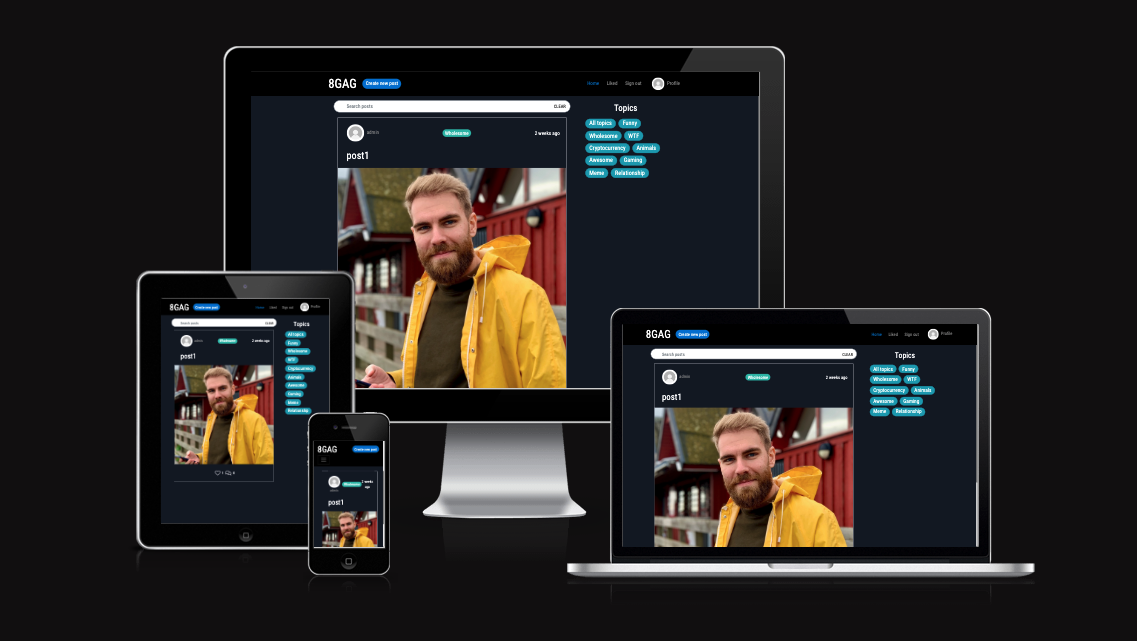 8GAG Create new post Home Liked Sign out Profile
Search posts CLEAR
Topics
All topics Funny
Wholesome WTF
Cryptocurrency Animals
Awesome Gaming
Meme Relationship
admin Wholesome 2 weeks ago
post1
8GAG Create new post Home Liked Sign out Profile
Search posts CLEAR
Topics
All topics
Funny
Wholesome
WTF
Cryptocurrency
Animals
Awesome
Gaming
Meme
Relationship
admin Wholesome 2 weeks ago
post1
8GAG Create new post
Wholesome 2 weeks
ago
post1
8GAG Create new post Home Liked Sign out Profile
Search posts CLEAR
Topics
All topics Funny
Wholesome WTF
Cryptocurrency Animals
Awesome Gaming
Meme Relationship
admin Wholesome 2 weeks ago
post1